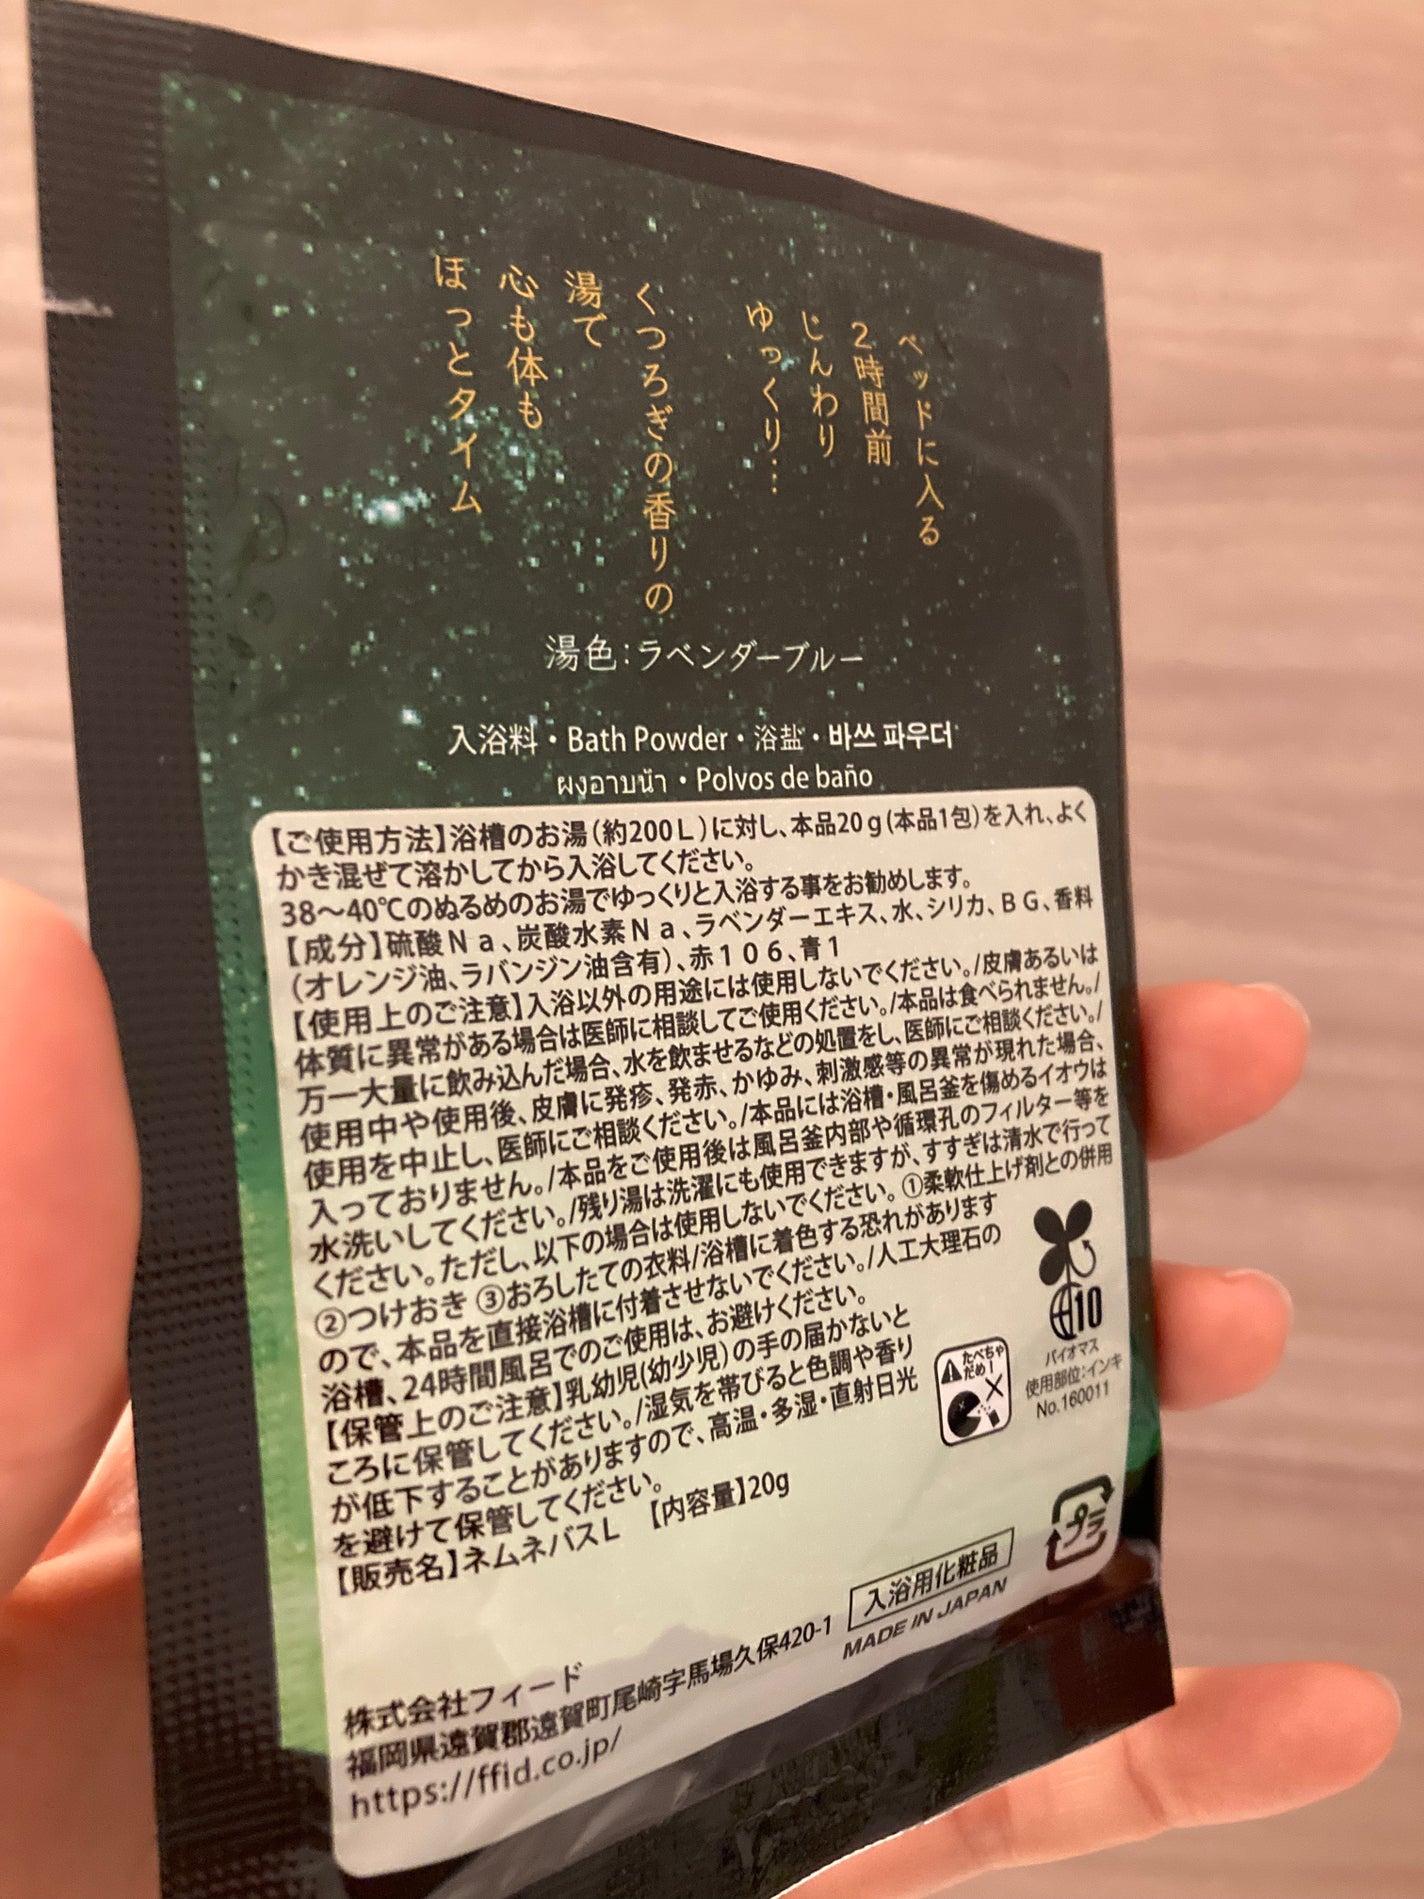 ベッドに入る
2時間前
じんわり
ゆっくり…
くつろぎの香りの
湯で
心も体も
ほっとタイム
湯色：ラベンダーブルー
入浴料・Bath Powder・浴盐・바쓰 파우더
ผงอาบน้ำ・Polvos de baño
【ご使用方法】浴槽のお湯（約200L）に対し、本品20g（本品1包）を入れ、よく
かき混ぜて溶かしてから入浴してください。
38〜40℃のぬるめのお湯でゆっくりと入浴する事をお勧めします。
【成分】硫酸Na、炭酸水素Na、ラベンダーエキス、水、シリカ、BG、香料
（オレンジ油、ラバンジン油含有）、赤106、青1
【使用上のご注意】入浴以外の用途には使用しないでください。/皮膚あるいは
体質に異常がある場合は医師に相談してご使用ください。/本品は食べられません。/
万一大量に飲み込んだ場合、水を飲ませるなどの処置をし、医師にご相談ください。/
使用中や使用後、皮膚に発疹、発赤、かゆみ、刺激感等の異常が現れた場合、
使用を中止し、医師にご相談ください。/本品には浴槽・風呂釜を傷めるイオウは
入っておりません。/本品をご使用後は風呂釜内部や循環孔のフィルター等を
水洗いしてください。/残り湯は洗濯にも使用できますが、すすぎは清水で行って
ください。ただし、以下の場合は使用しないでください。①柔軟仕上げ剤との併用
②つけおき ③おろしたての衣料/浴槽に着色する恐れがあります
ので、本品を直接浴槽に付着させないでください。/人工大理石の
浴槽、24時間風呂でのご使用は、お避けください。
【保管上のご注意】乳幼児(幼少児)の手の届かないと
ころに保管してください。/湿気を帯びると色調や香り
が低下することがありますので、高温・多湿・直射日光
を避けて保管してください。
【販売名】ネムネバスL 【内容量】20g
たべちゃ
だめー!
10
バイオマス
使用部位:インキ
No.160011
プラ
入浴用化粧品
MADE IN JAPAN
株式会社フィード
福岡県遠賀郡遠賀町尾崎字馬場久保420-1
https://ffid.co.jp/